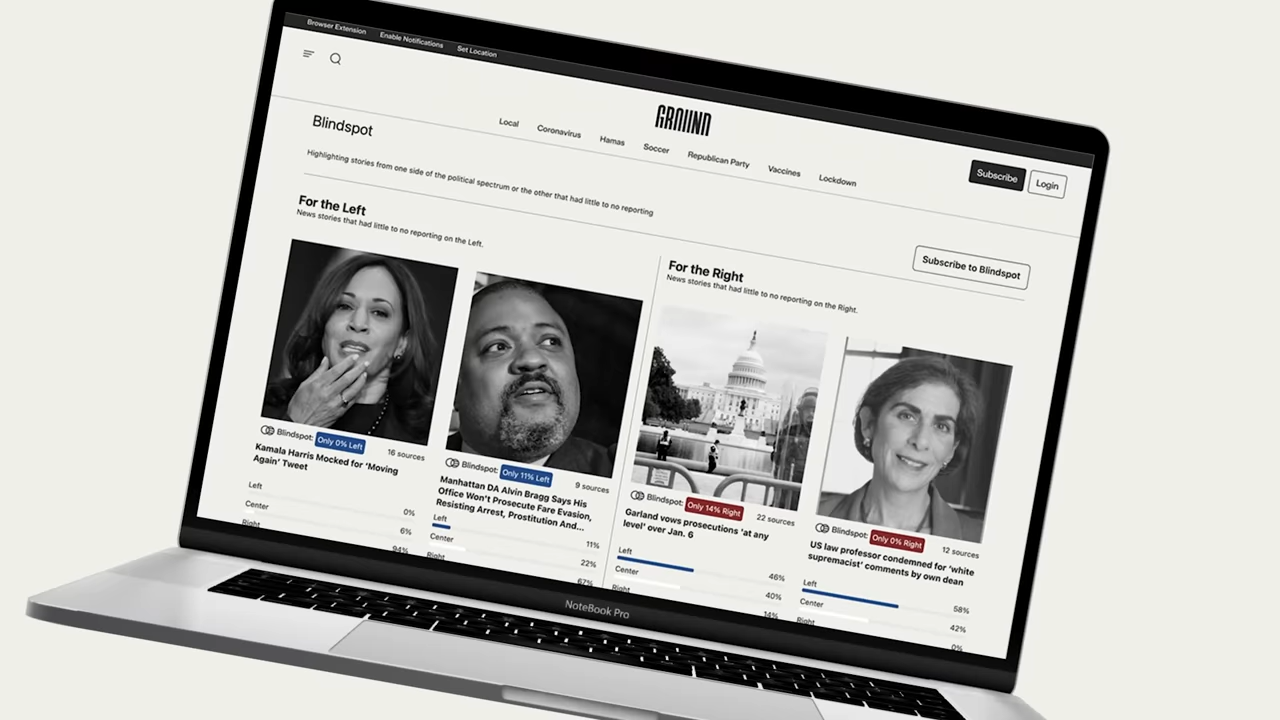 Browser Extension
Enable Notifications
Set Location
GROUND
Local
Coronavirus
Hamas
Soccer
Republican Party
Vaccines
Lockdown
Subscribe
Login
Blindspot
Highlighting stories from one side of the political spectrum or the other that had little to no reporting
Subscribe to Blindspot
For the Left
News stories that had little to no reporting on the Left.
Blindspot: Only 0% Left
16 sources
Kamala Harris Mocked for 'Moving
Again' Tweet
Left
0%
Center
6%
Right
94%
Blindspot: Only 11% Left
9 sources
Manhattan DA Alvin Bragg Says His
Office Won't Prosecute Fare Evasion,
Resisting Arrest, Prostitution And...
Left
11%
Center
22%
Right
67%
For the Right
News stories that had little to no reporting on the Right.
Blindspot: Only 14% Right
22 sources
Garland vows prosecutions 'at any
level' over Jan. 6
Left
46%
Center
40%
Right
14%
Blindspot: Only 0% Right
12 sources
US law professor condemned for 'white
supremacist' comments by own dean
Left
58%
Center
42%
Right
0%
NoteBook Pro